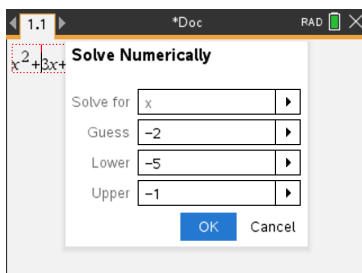 1.1 *Doc RAD
x²+3x+
Solve Numerically
Solve for x
Guess -2
Lower -5
Upper -1
OK Cancel